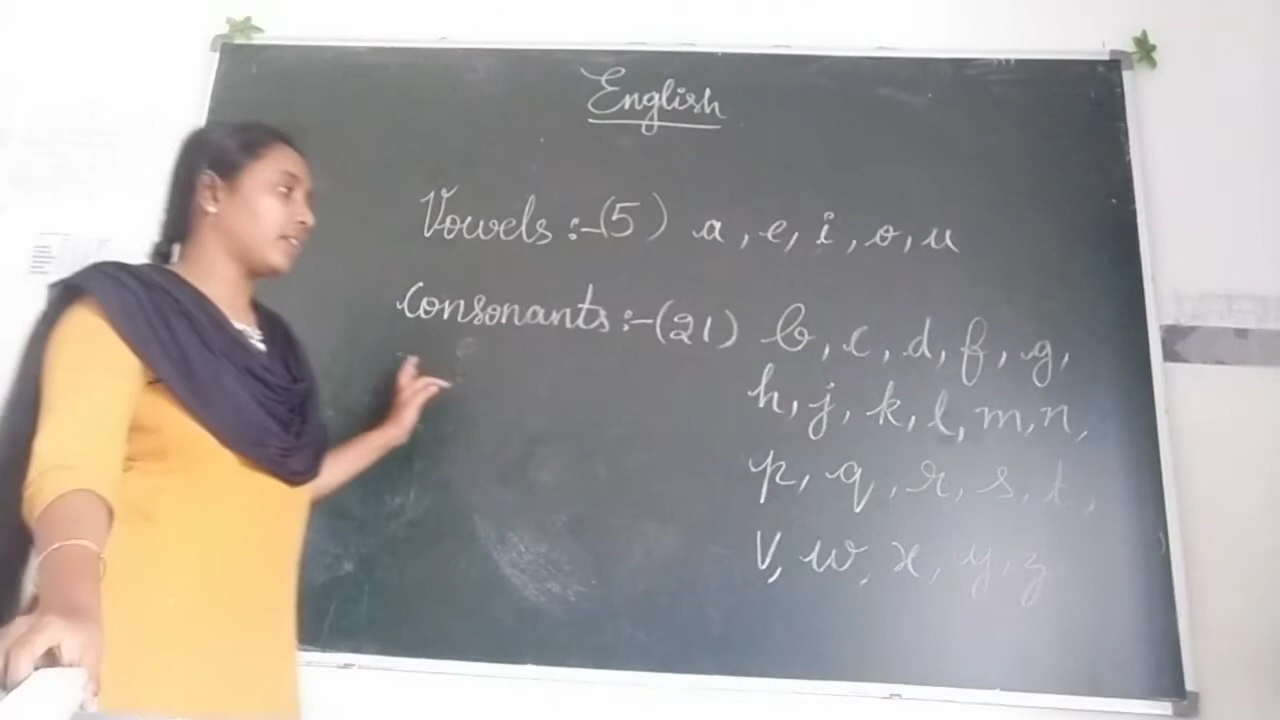 English
Vowels :- (5) a, e, i, o, u
consonants :- (21) b, c, d, f, g,
h, j, k, l, m, n,
p, q, r, s, t,
v, w, x, y, z